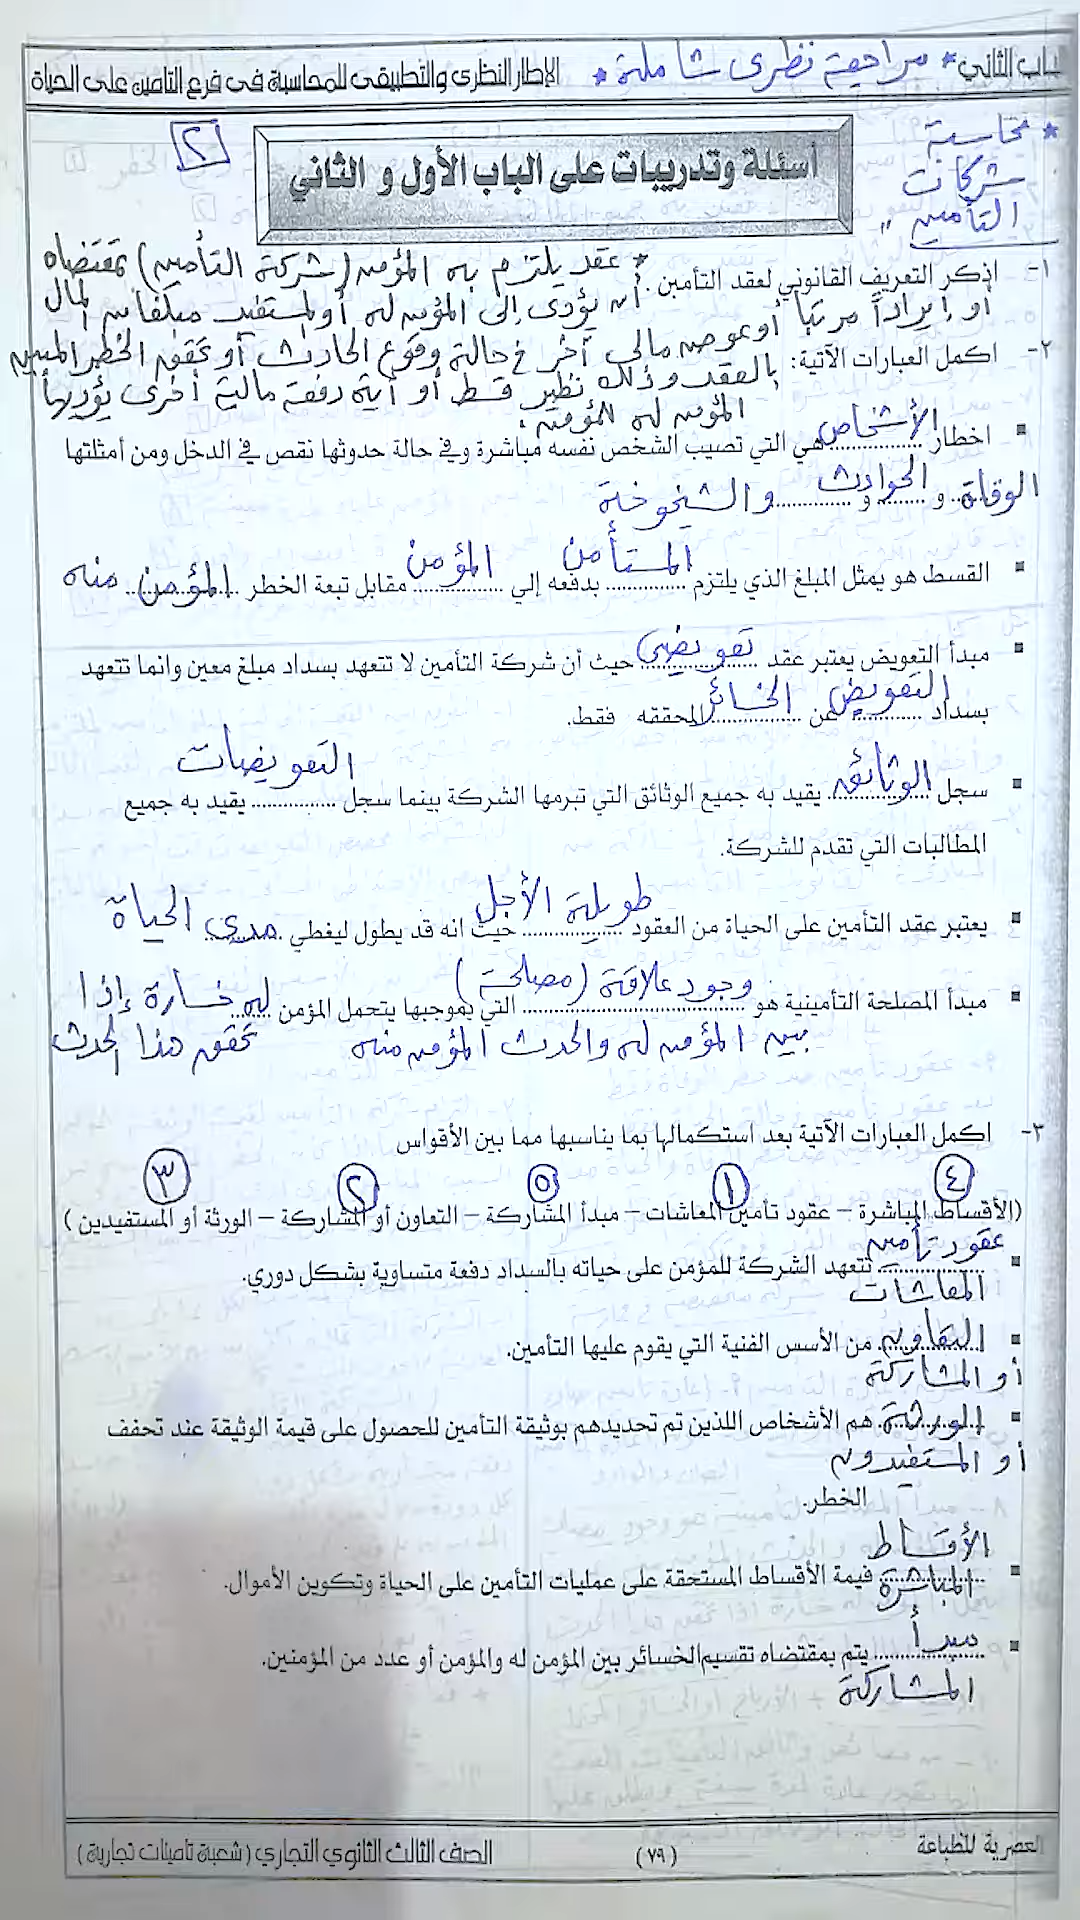 الباب الثاني * مراجعة نظرى شاملة * الإطار النظرى والتطبيقى للمحاسبة فى فرع التامين على الحياة
* محاسبة
شركات
التأمين "
٢
أسئلة وتدريبات على الباب الأول و الثاني
١- اذكر التعريف القانوني لعقد التأمين .
* عقد يلتزم به المؤمن (شركة التأمين) بمقتضاه
أن يؤدى إلى المؤمن له أو المستفيد مبلغا من المال
أو إيراداً مرتبا أو عوض مالى آخر فى حالة وقوع الحادث أو تحقق الخطر المبين
بالعقد وذلك نظير قسط أو أية دفعة مالية أخرى يؤديها
المؤمن له للمؤمن .
٢- اكمل العبارات الآتية:
▪ اخطار الأشخاص هي التي تصيب الشخص نفسه مباشرة وفي حالة حدوثها نقص في الدخل ومن أمثلتها
الوفاة و الحوادث و والشيخوخة
▪ القسط هو يمثل المبلغ الذي يلتزم المستأمن بدفعه إلي المؤمن مقابل تبعة الخطر المؤمن منه
▪ مبدأ التعويض يعتبر عقد تعويضي حيث أن شركة التأمين لا تتعهد بسداد مبلغ معين وانما تتعهد
بسداد التعويض عن الخسائر المحققه فقط.
▪ سجل الوثائق يقيد به جميع الوثائق التي تبرمها الشركة بينما سجل التعويضات يقيد به جميع
المطالبات التي تقدم للشركة.
▪ يعتبر عقد التأمين على الحياة من العقود طويلة الأجل حيث انه قد يطول ليغطي مدي الحياة
▪ مبدأ المصلحة التأمينية هو وجود علاقة (مصلحة) التي بموجبها يتحمل المؤمن له خسارة إذا
بين المؤمن له والحدث المؤمن منه تحقق هذا الحدث
٣- اكمل العبارات الآتية بعد استكمالها بما يناسبها مما بين الأقواس
٤ ١ ٥ ٢ ٣
(الأقساط المباشرة – عقود تأمين المعاشات – مبدأ المشاركة – التعاون أو المشاركة – الورثة أو المستفيدين )
▪ عقود تأمين المعاشات تتعهد الشركة للمؤمن على حياته بالسداد دفعة متساوية بشكل دوري.
▪ التعاون أو المشاركة من الأسس الفنية التي يقوم عليها التأمين.
▪ الورثة أو المستفيدون هم الأشخاص اللذين تم تحديدهم بوثيقة التأمين للحصول على قيمة الوثيقة عند تحفف
الخطر.
▪ الأقساط المباشرة قيمة الأقساط المستحقة على عمليات التأمين على الحياة وتكوين الأموال.
▪ مبدأ المشاركة يتم بمقتضاه تقسيم الخسائر بين المؤمن له والمؤمن أو عدد من المؤمنين.
العصرية للطباعة (٧٩) الصف الثالث الثانوي التجاري ( شعبة تامينات تجارية )